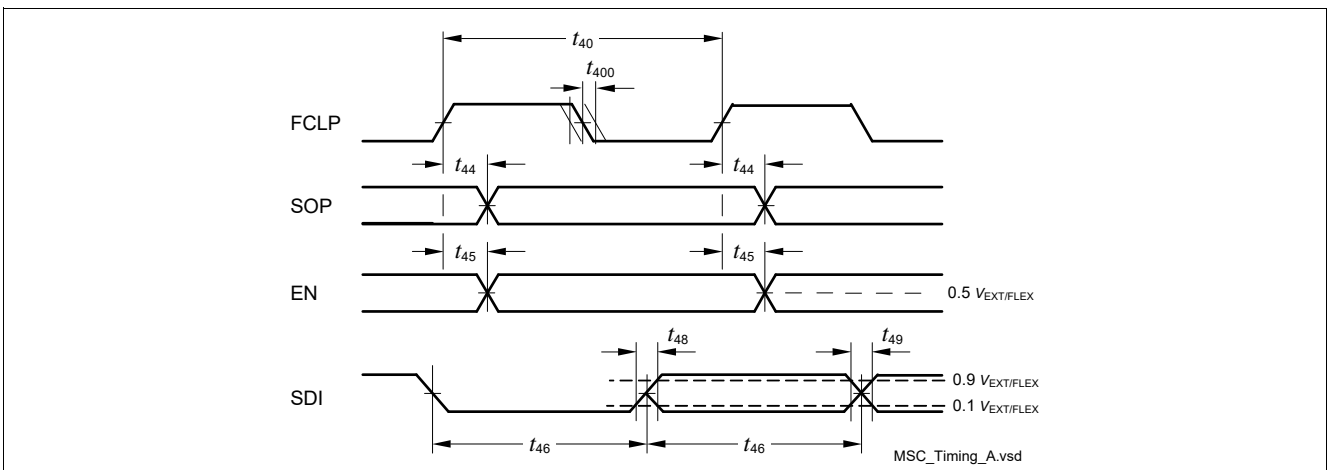 t40
t400
FCLP
t44 t44
SOP
t45 t45
EN
0.5 VEXT/FLEX
t48 t49
0.9 VEXT/FLEX
SDI
0.1 VEXT/FLEX
t46 t46
MSC_Timing_A.vsd